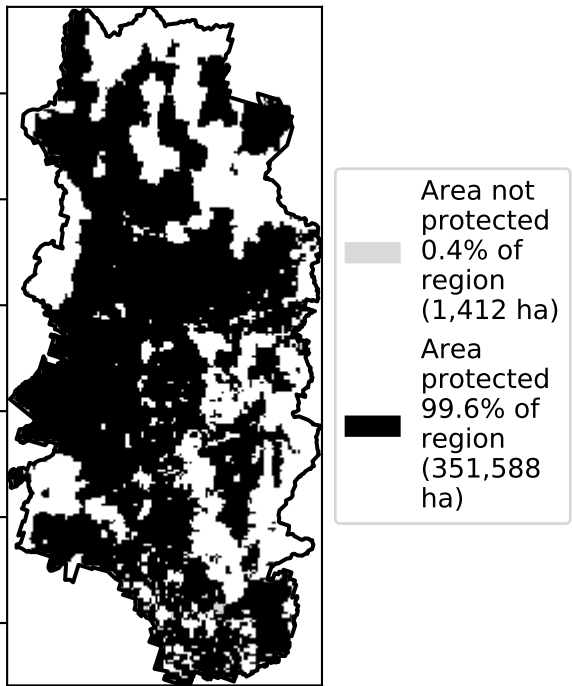 Area not
protected
0.4% of
region
(1,412 ha)
Area
protected
99.6% of
region
(351,588
ha)